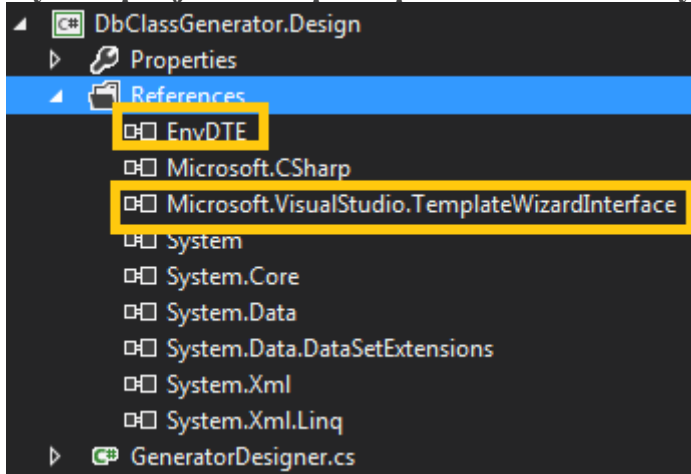 C# DbClassGenerator.Design
Properties
References
EnvDTE
Microsoft.CSharp
Microsoft.VisualStudio.TemplateWizardInterface
System
System.Core
System.Data
System.Data.DataSetExtensions
System.Xml
System.Xml.Linq
C# GeneratorDesigner.cs